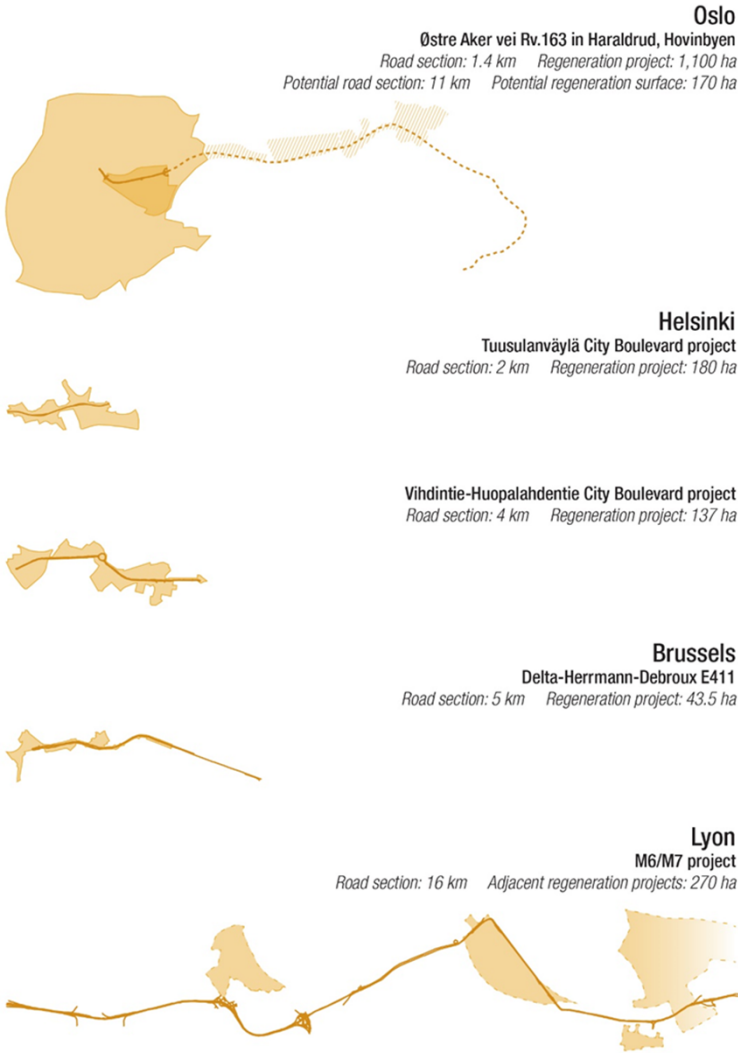 Oslo
Østre Aker vei Rv.163 in Haraldrud, Hovinbyen
Road section: 1.4 km Regeneration project: 1,100 ha
Potential road section: 11 km Potential regeneration surface: 170 ha
Helsinki
Tuusulanväylä City Boulevard project
Road section: 2 km Regeneration project: 180 ha
Vihdintie-Huopalahdentie City Boulevard project
Road section: 4 km Regeneration project: 137 ha
Brussels
Delta-Herrmann-Debroux E411
Road section: 5 km Regeneration project: 43.5 ha
Lyon
M6/M7 project
Road section: 16 km Adjacent regeneration projects: 270 ha